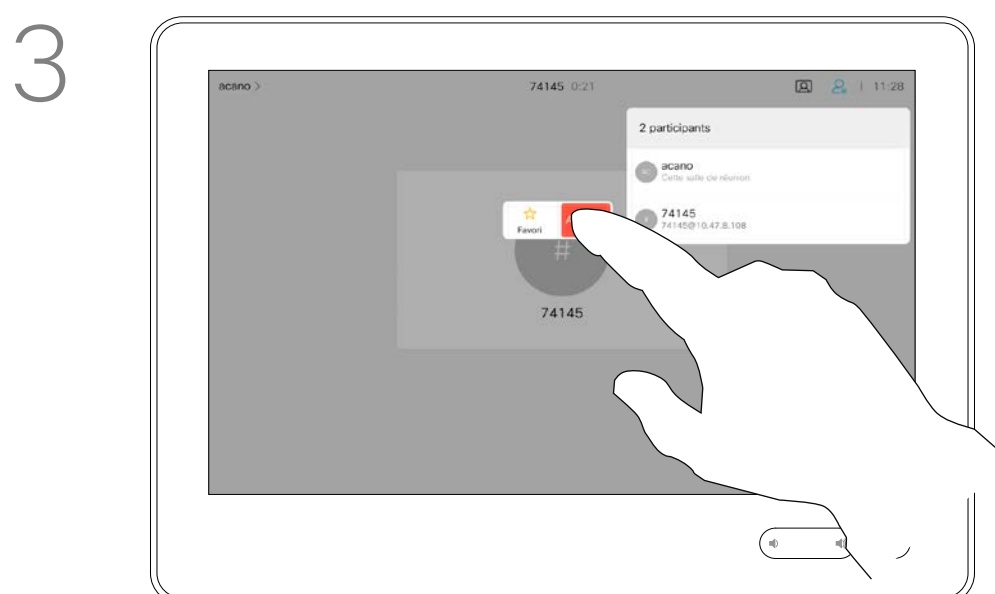 3
acano >
74145 0:21
11:28
2 participants
acano
Cette salle de réunion
74145
74145@10.47.8.108
Favori
#
74145